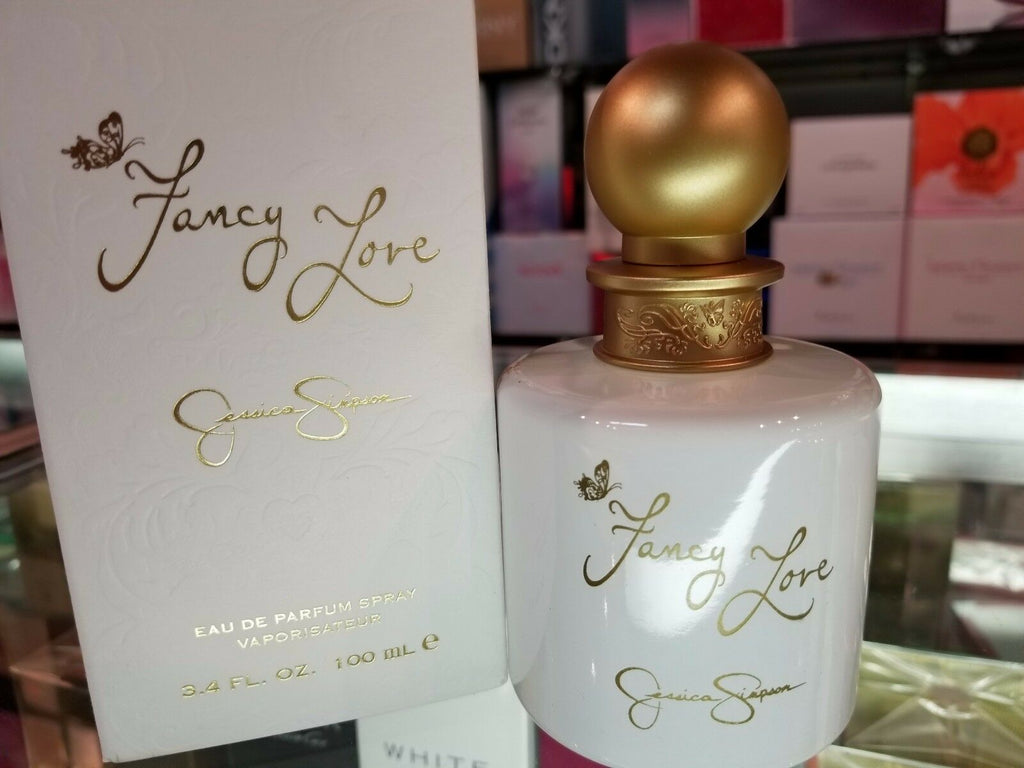 Fancy Love
Jessica Simpson
EAU DE PARFUM SPRAY
VAPORISATEUR
3.4 FL. OZ. 100 mL e
Fancy Love
Jessica Simpson
WHITE